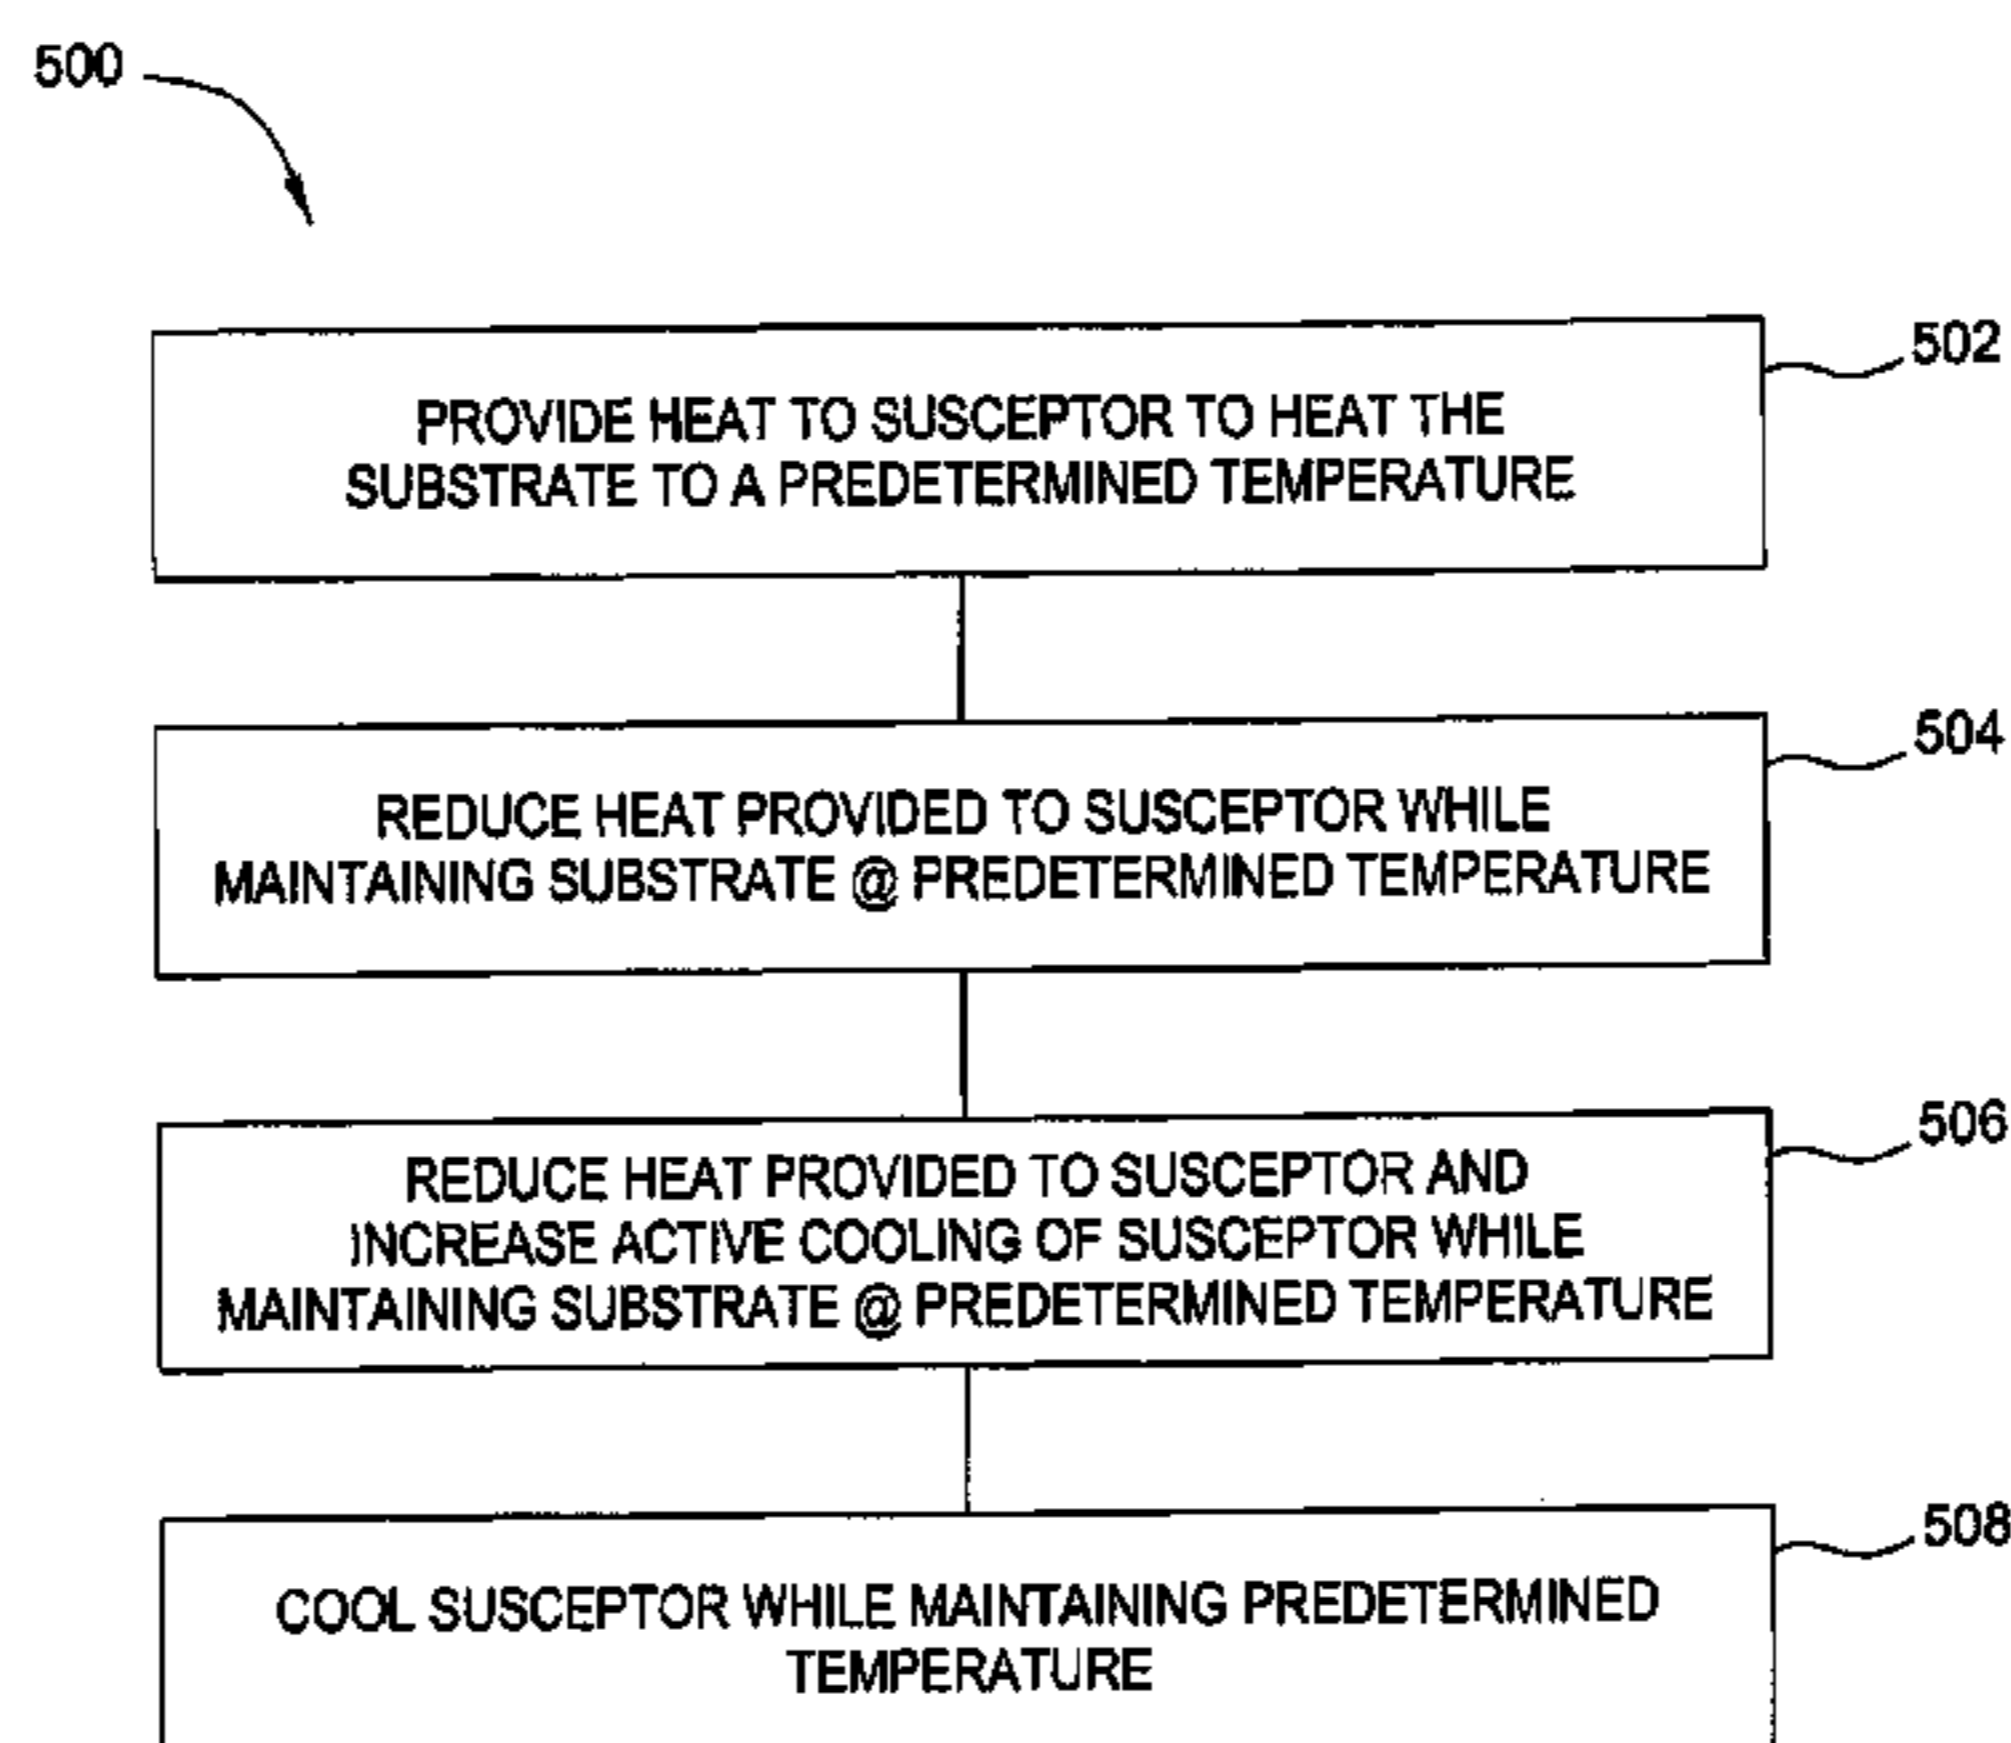 500
502
PROVIDE HEAT TO SUSCEPTOR TO HEAT THE
SUBSTRATE TO A PREDETERMINED TEMPERATURE
504
REDUCE HEAT PROVIDED TO SUSCEPTOR WHILE
MAINTAINING SUBSTRATE @ PREDETERMINED TEMPERATURE
506
REDUCE HEAT PROVIDED TO SUSCEPTOR AND
INCREASE ACTIVE COOLING OF SUSCEPTOR WHILE
MAINTAINING SUBSTRATE @ PREDETERMINED TEMPERATURE
508
COOL SUSCEPTOR WHILE MAINTAINING PREDETERMINED
TEMPERATURE